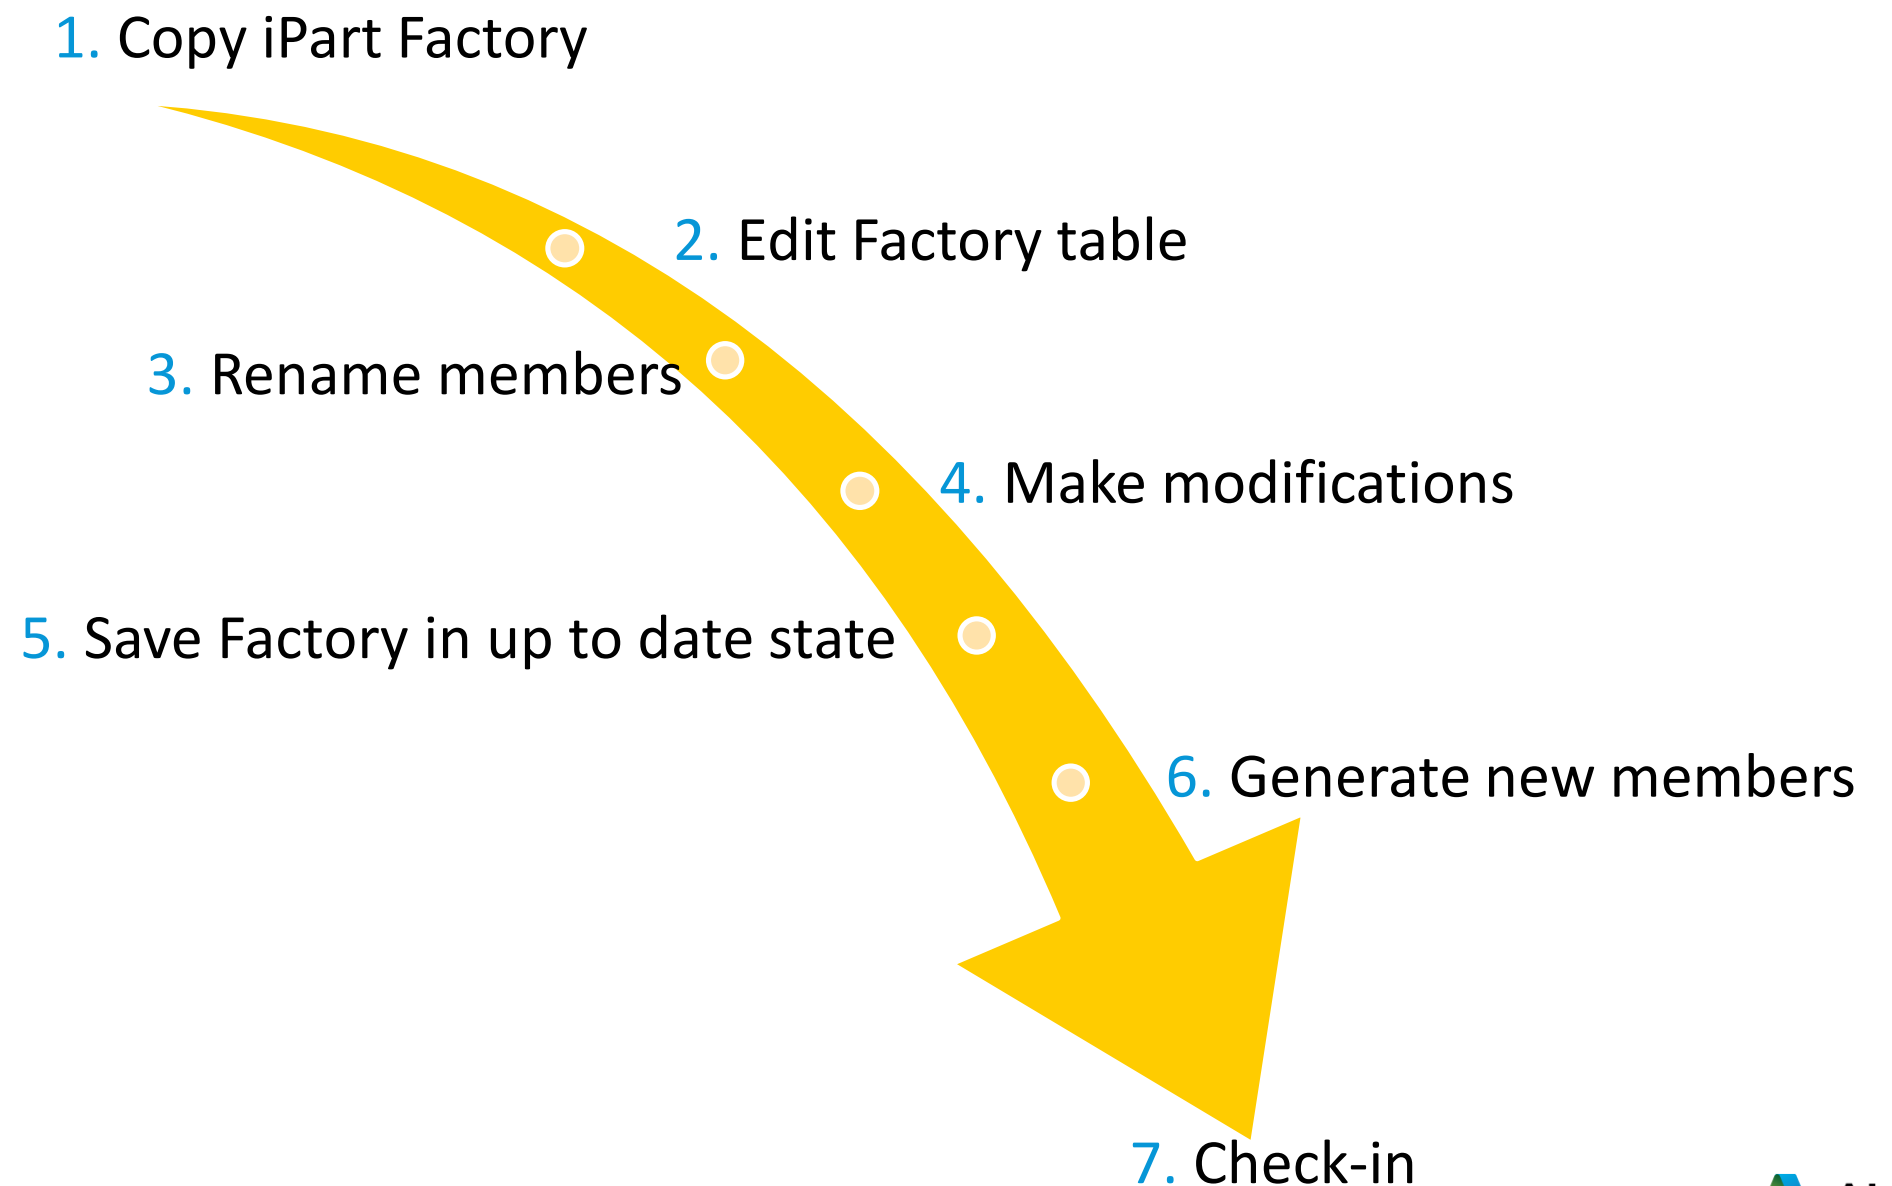 1. Copy iPart Factory
2. Edit Factory table
3. Rename members
4. Make modifications
5. Save Factory in up to date state
6. Generate new members
7. Check-in